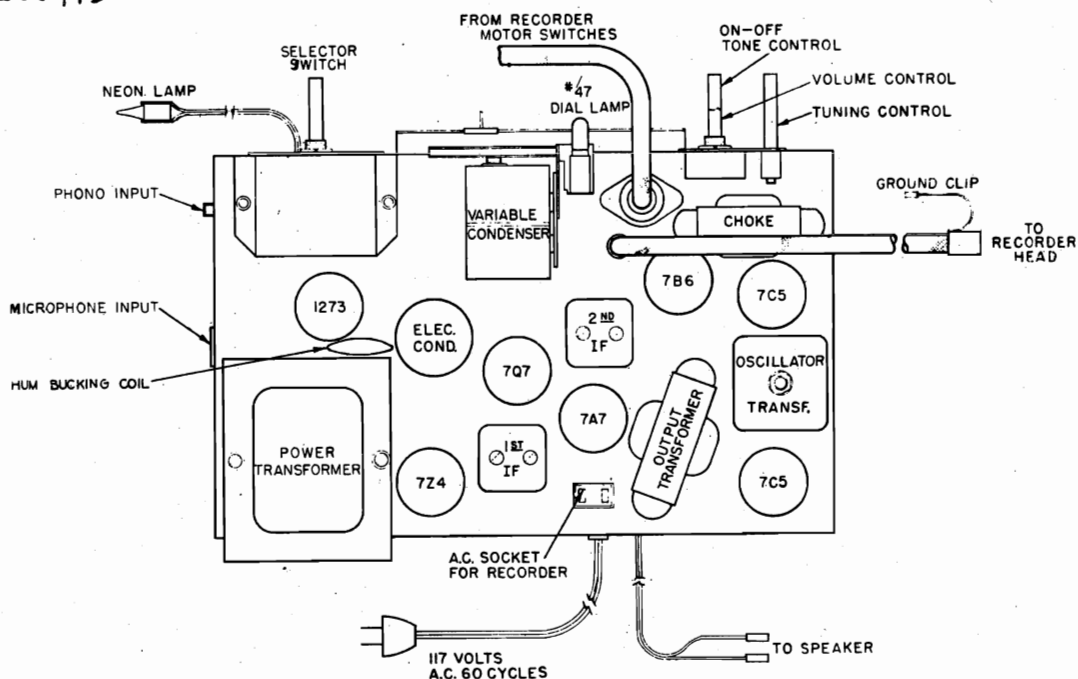 FROM RECORDER
MOTOR SWITCHES
ON-OFF
TONE CONTROL
SELECTOR
SWITCH
VOLUME CONTROL
#47
DIAL LAMP
NEON. LAMP
TUNING CONTROL
PHONO INPUT
GROUND CLIP
VARIABLE
CONDENSER
CHOKE
TO
RECORDER
HEAD
7B6
7C5
MICROPHONE INPUT
1273
ELEC.
COND.
2ND
IF
OSCILLATOR
TRANSF.
HUM BUCKING COIL
7Q7
7A7
OUTPUT
TRANSFORMER
POWER
TRANSFORMER
1ST
IF
7Z4
7C5
A.C. SOCKET
FOR RECORDER
117 VOLTS
A.C. 60 CYCLES
TO SPEAKER